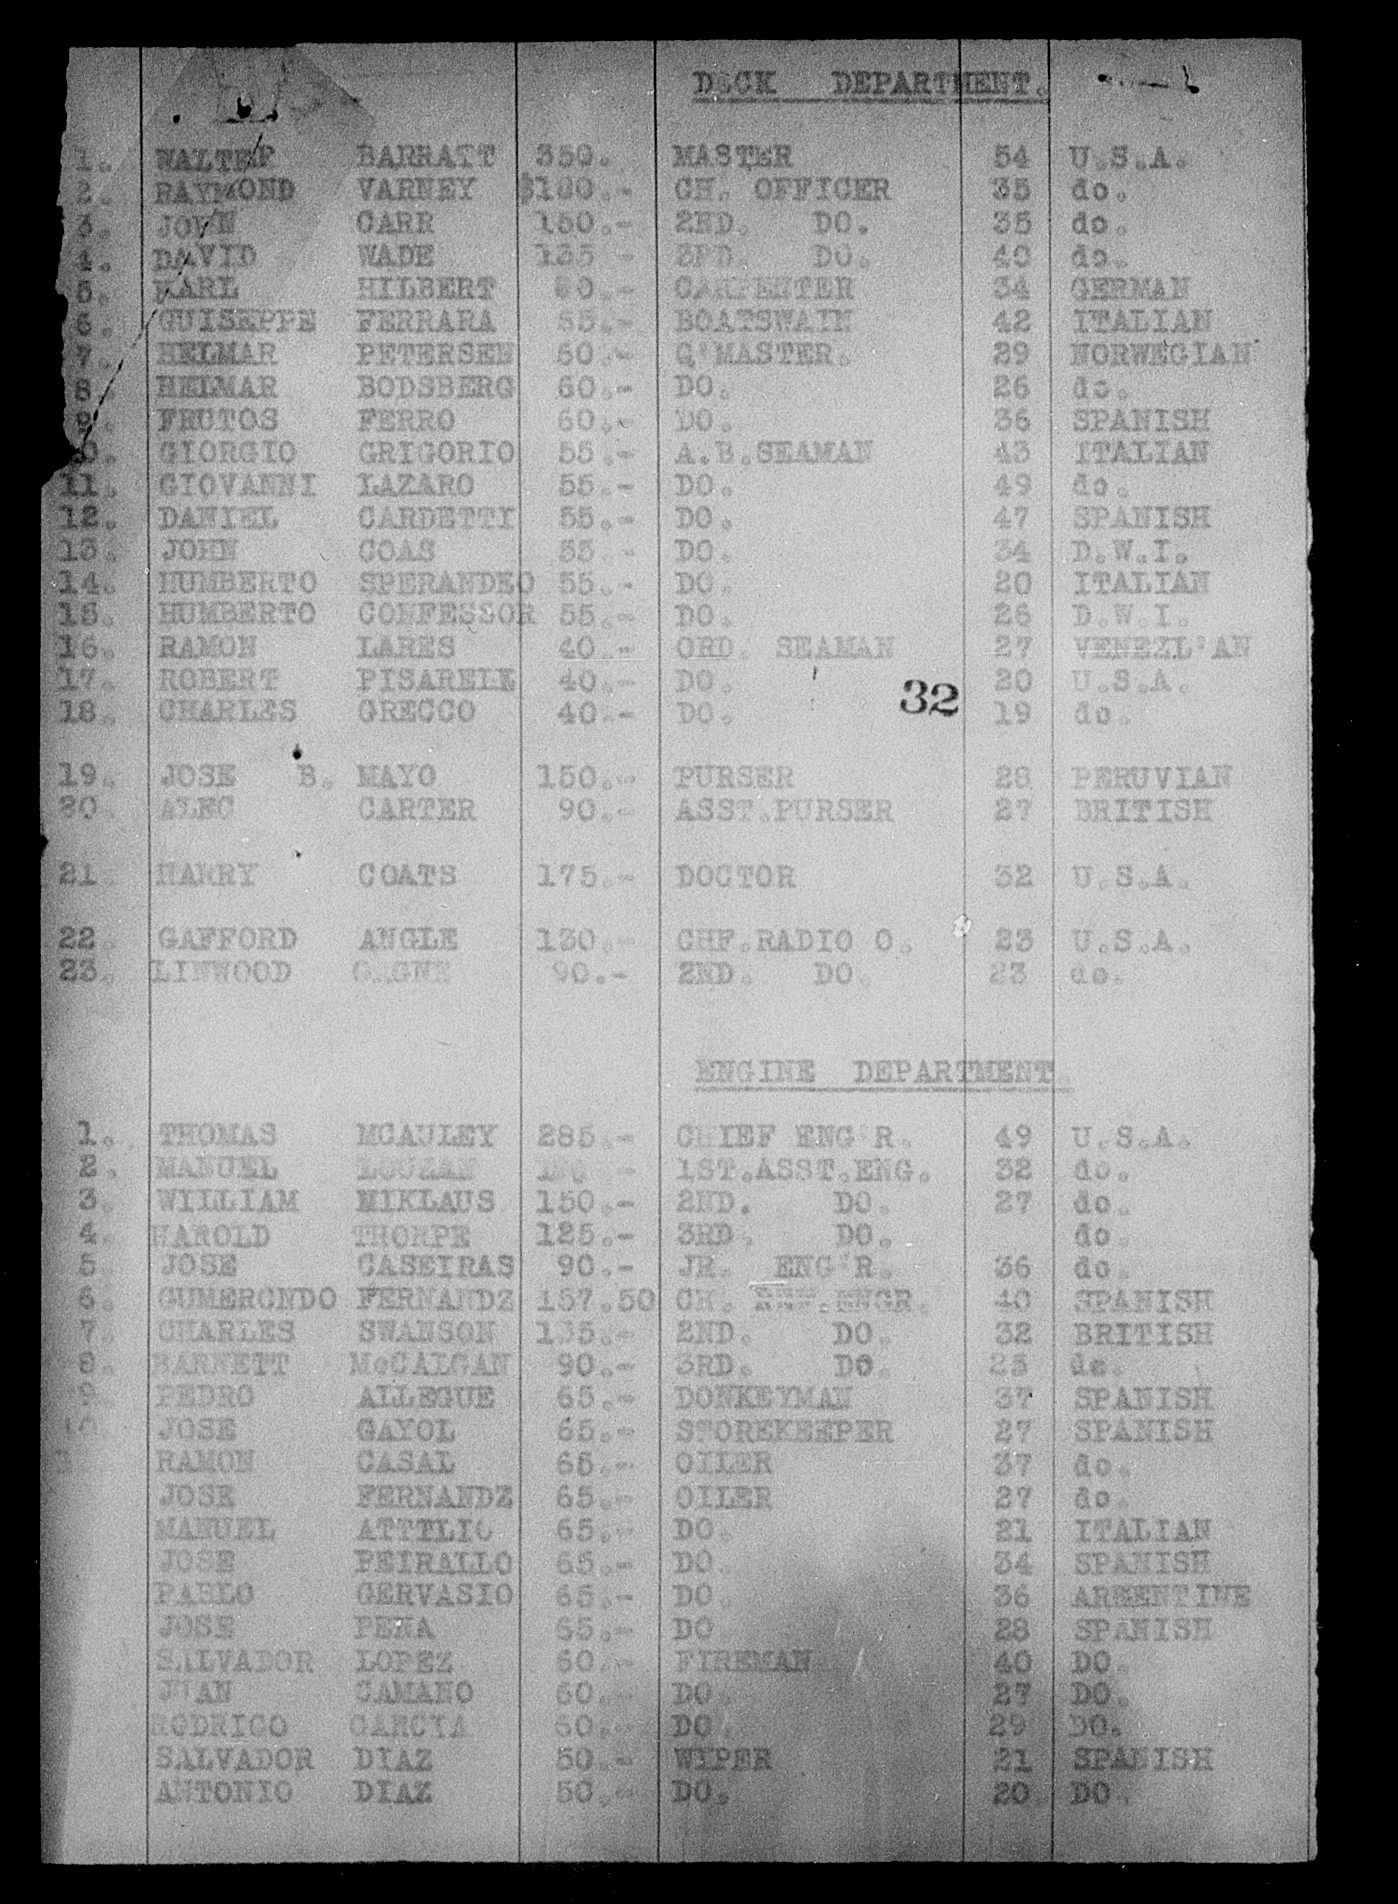 DECK DEPARTMENT.
1. WALTER BARRATT 350. MASTER 54 U.S.A.
2. RAYMOND VARNEY $180.- CH. OFFICER 35 do.
3. JOHN CARR 150.- 2ND. DO. 35 do.
4. DAVID WADE 135 - 3RD. DO. 40 do.
5. KARL HILBERT 0.- CARPENTER 34 GERMAN
6. GUISEPPE FERRARA 65.- BOATSWAIN 42 ITALIAN
7. HELMAR PETERSEN 60.- Q'MASTER. 29 NORWEGIAN
8. HELMAR BODSBERG 60.- DO. 26 do.
9. FRUTOS FERRO 60.- DO. 36 SPANISH
0. GIORGIO GRIGORIO 55.- A.B.SEAMAN 43 ITALIAN
11. GIOVANNI LAZARO 55.- DO. 49 do.
12. DANIEL CARDETTI 55.- DO. 47 SPANISH
13. JOHN COAS 55.- DO. 34 D.W.I.
14. HUMBERTO SPERANDEO 55.- DO. 20 ITALIAN
15. HUMBERTO CONFESSOR 55.- DO. 26 D.W.I.
16. RAMON LARES 40.- ORD. SEAMAN 27 VENEZL'AN
17. ROBERT PISARELK 40.- DO. 20 U.S.A.
32
18. CHARLES GRECCO 40.- DO. 19 do.
19. JOSE B. MAYO 150.- PURSER 28 PERUVIAN
20. ALEC CARTER 90.- ASST.PURSER 27 BRITISH
21. HARRY COATS 175.- DOCTOR 32 U.S.A.
22. GAFFORD ANGLE 130.- CHF.RADIO O. 23 U.S.A.
23. LINWOOD GAGNE 90.- 2ND. DO. 23 do.
ENGINE DEPARTMENT.
1. THOMAS MCAULEY 285.- CHIEF ENG'R. 49 U.S.A.
2. MANUEL LOUZAN - 1ST.ASST.ENG. 32 do.
3. WILLIAM NIKLAUS 150.- 2ND. DO. 27 do.
4. HAROLD THORPE 125.- 3RD. DO. do.
5. JOSE CASEIRAS 90.- JR. ENG'R. 36 do.
6. GUMERCNDO FERNANDZ 157.50 CH. REF.ENGR. 40 SPANISH
7. CHARLES SWANSON 135.- 2ND. DO. 32 BRITISH
8. BARNETT McCALGAN 90.- 3RD. DO. 23 do.
9. PEDRO ALLEGUE 65.- DONKEYMAN 37 SPANISH
10. JOSE GAYOL 65.- STOREKEEPER 27 SPANISH
RAMON CASAL 65.- OILER 37 do.
JOSE FERNANDZ 65.- OILER 27 do.
MANUEL ATTTLIO 65.- DO. 21 ITALIAN
JOSE PEIRALLO 65.- DO. 34 SPANISH
PABLO GERVASIO 65.- DO. 36 ARGENTINE
JOSE PENA 65.- DO 28 SPANISH
SALVADOR LOPEZ 60.- FIREMAN 40 DO.
JUAN CAMANO 60.- DO. 27 DO.
RODRICO GARCIA 60.- DO. 29 DO.
SALVADOR DIAZ 50.- WIPER 21 SPANISH
ANTONIO DIAZ 50.- DO. 20 DO.